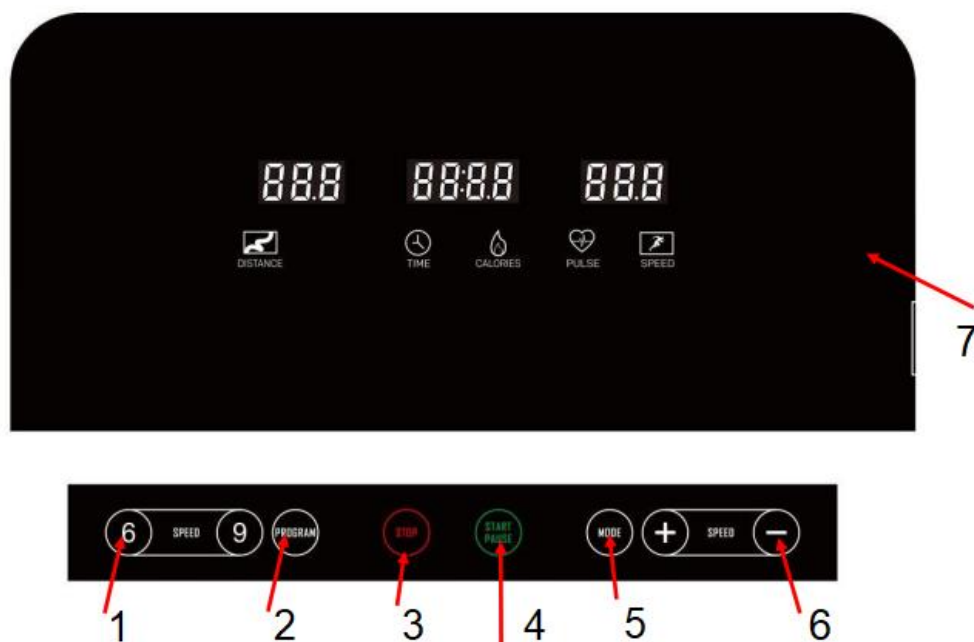 88.8 88:8.8 88.8
DISTANCE TIME CALORIES PULSE SPEED
7
6 SPEED 9 PROGRAM STOP START MODE + SPEED −
PAUSE
1 2 3 4 5 6